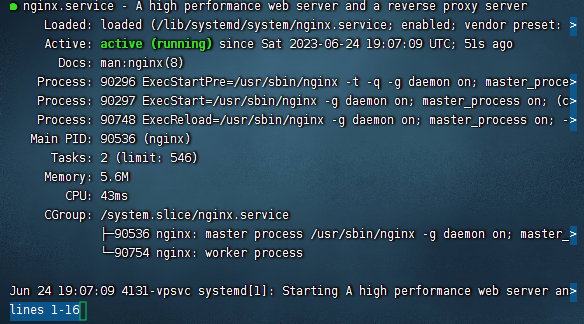 ● nginx.service - A high performance web server and a reverse proxy server
Loaded: loaded (/lib/systemd/system/nginx.service; enabled; vendor preset: >
Active: active (running) since Sat 2023-06-24 19:07:09 UTC; 51s ago
Docs: man:nginx(8)
Process: 90296 ExecStartPre=/usr/sbin/nginx -t -q -g daemon on; master_proce>
Process: 90297 ExecStart=/usr/sbin/nginx -g daemon on; master_process on; (c>
Process: 90748 ExecReload=/usr/sbin/nginx -g daemon on; master_process on; ->
Main PID: 90536 (nginx)
Tasks: 2 (limit: 546)
Memory: 5.6M
CPU: 43ms
CGroup: /system.slice/nginx.service
├─90536 nginx: master process /usr/sbin/nginx -g daemon on; master_>
└─90754 nginx: worker process
Jun 24 19:07:09 4131-vpsvc systemd[1]: Starting A high performance web server an>
lines 1-16